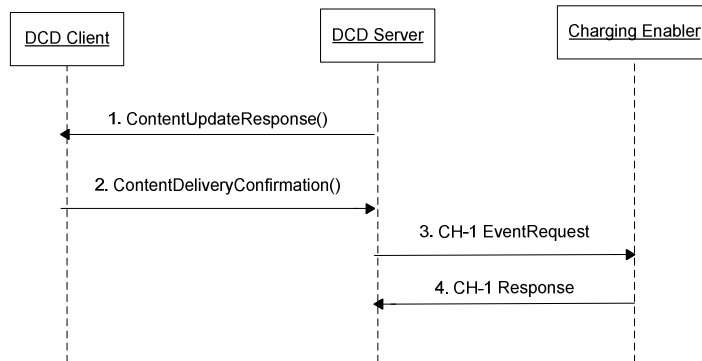 DCD Client
DCD Server
Charging Enabler
1. ContentUpdateResponse()
2. ContentDeliveryConfirmation()
3. CH-1 EventRequest
4. CH-1 Response